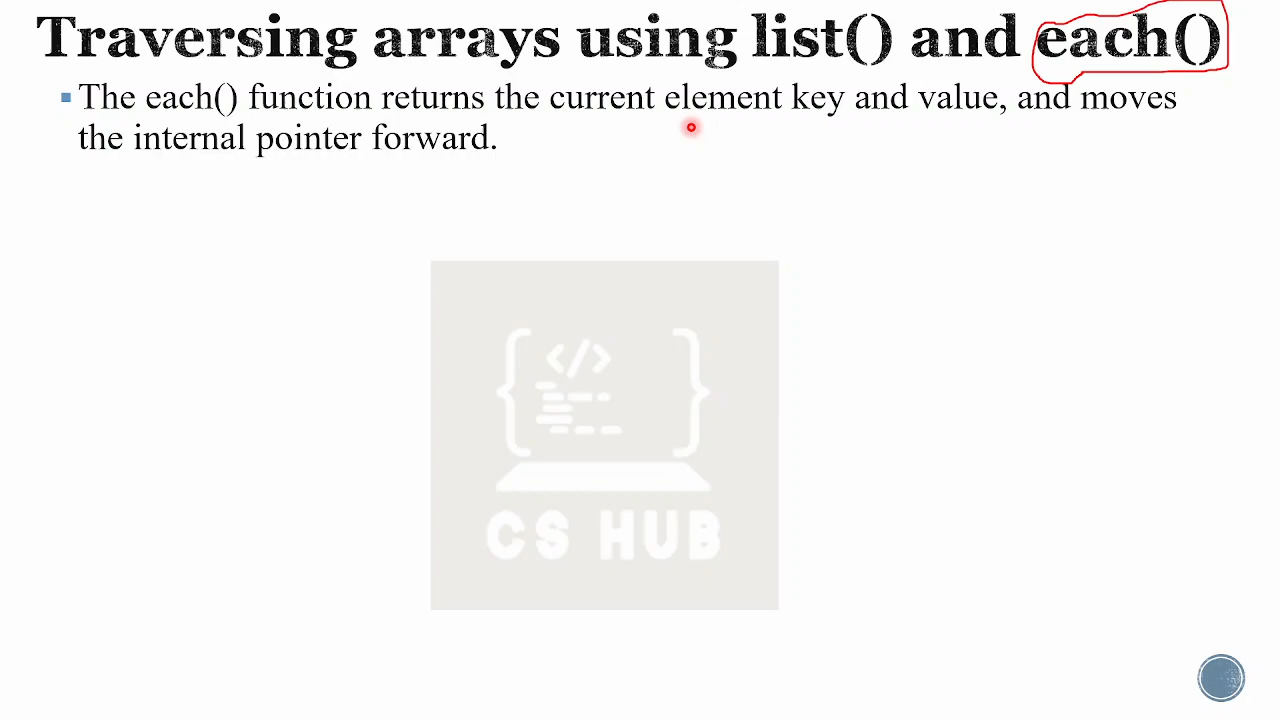 Traversing arrays using list() and each()
The each() function returns the current element key and value, and moves
the internal pointer forward.
</>
CS HUB